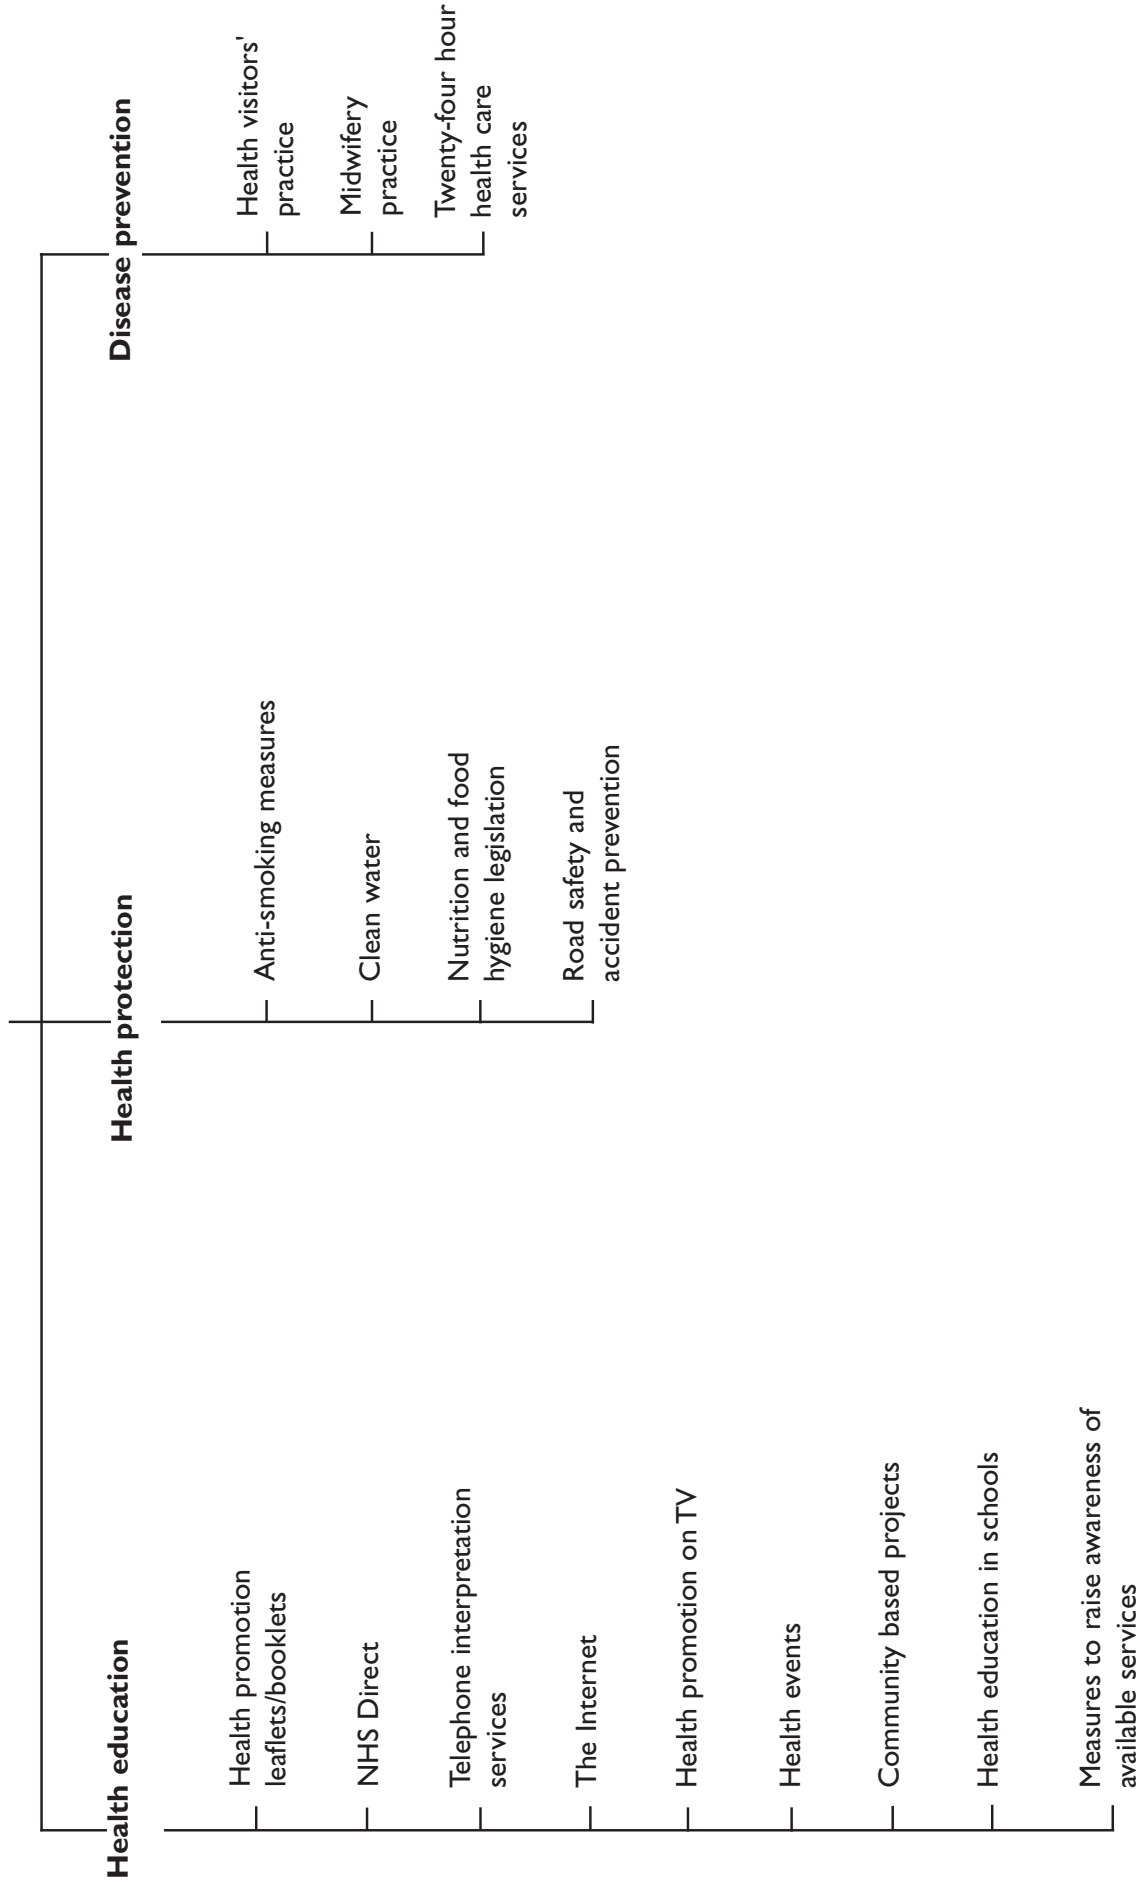 Health education
Health promotion
leaflets/booklets
NHS Direct
Telephone interpretation
services
The Internet
Health promotion on TV
Health events
Community based projects
Health education in schools
Measures to raise awareness of
available services
Health protection
Anti-smoking measures
Clean water
Nutrition and food
hygiene legislation
Road safety and
accident prevention
Disease prevention
Health visitors'
practice
Midwifery
practice
Twenty-four hour
health care
services